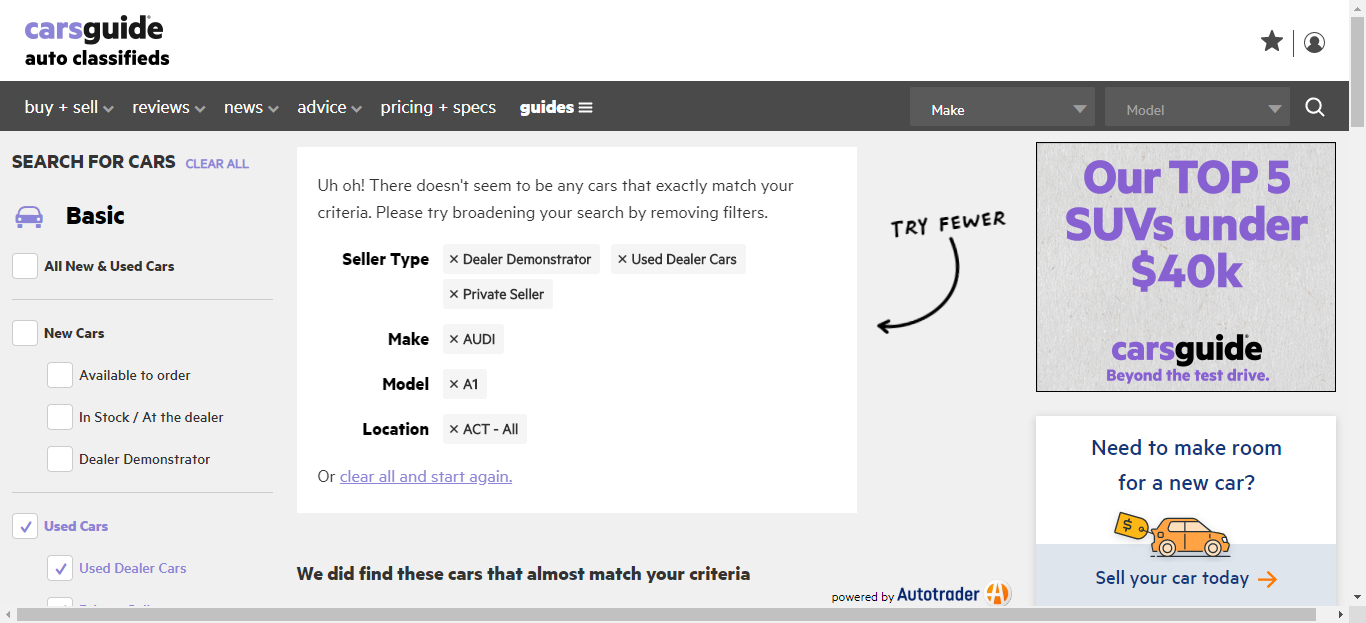 carsguide
auto classifieds
buy + sell reviews news advice pricing + specs guides Make Model
SEARCH FOR CARS CLEAR ALL
Basic
All New & Used Cars
New Cars
Available to order
In Stock / At the dealer
Dealer Demonstrator
Used Cars
Used Dealer Cars
Uh oh! There doesn't seem to be any cars that exactly match your
criteria. Please try broadening your search by removing filters.
Seller Type × Dealer Demonstrator × Used Dealer Cars
× Private Seller
Make × AUDI
Model × A1
Location × ACT - All
Or clear all and start again.
TRY FEWER
We did find these cars that almost match your criteria
powered by Autotrader
Our TOP 5
SUVs under
$40k
carsguide
Beyond the test drive.
Need to make room
for a new car?
$
Sell your car today